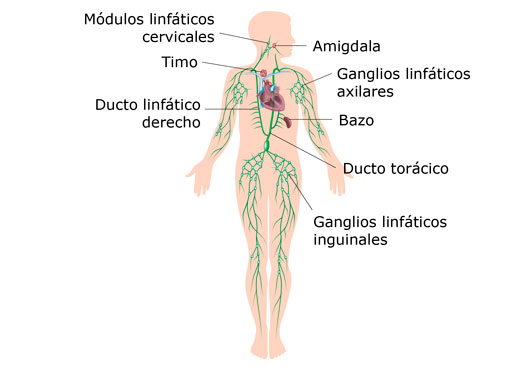 Módulos linfáticos
cervicales
Timo
Ducto linfático
derecho
Amigdala
Ganglios linfáticos
axilares
Bazo
Ducto torácico
Ganglios linfáticos
inguinales